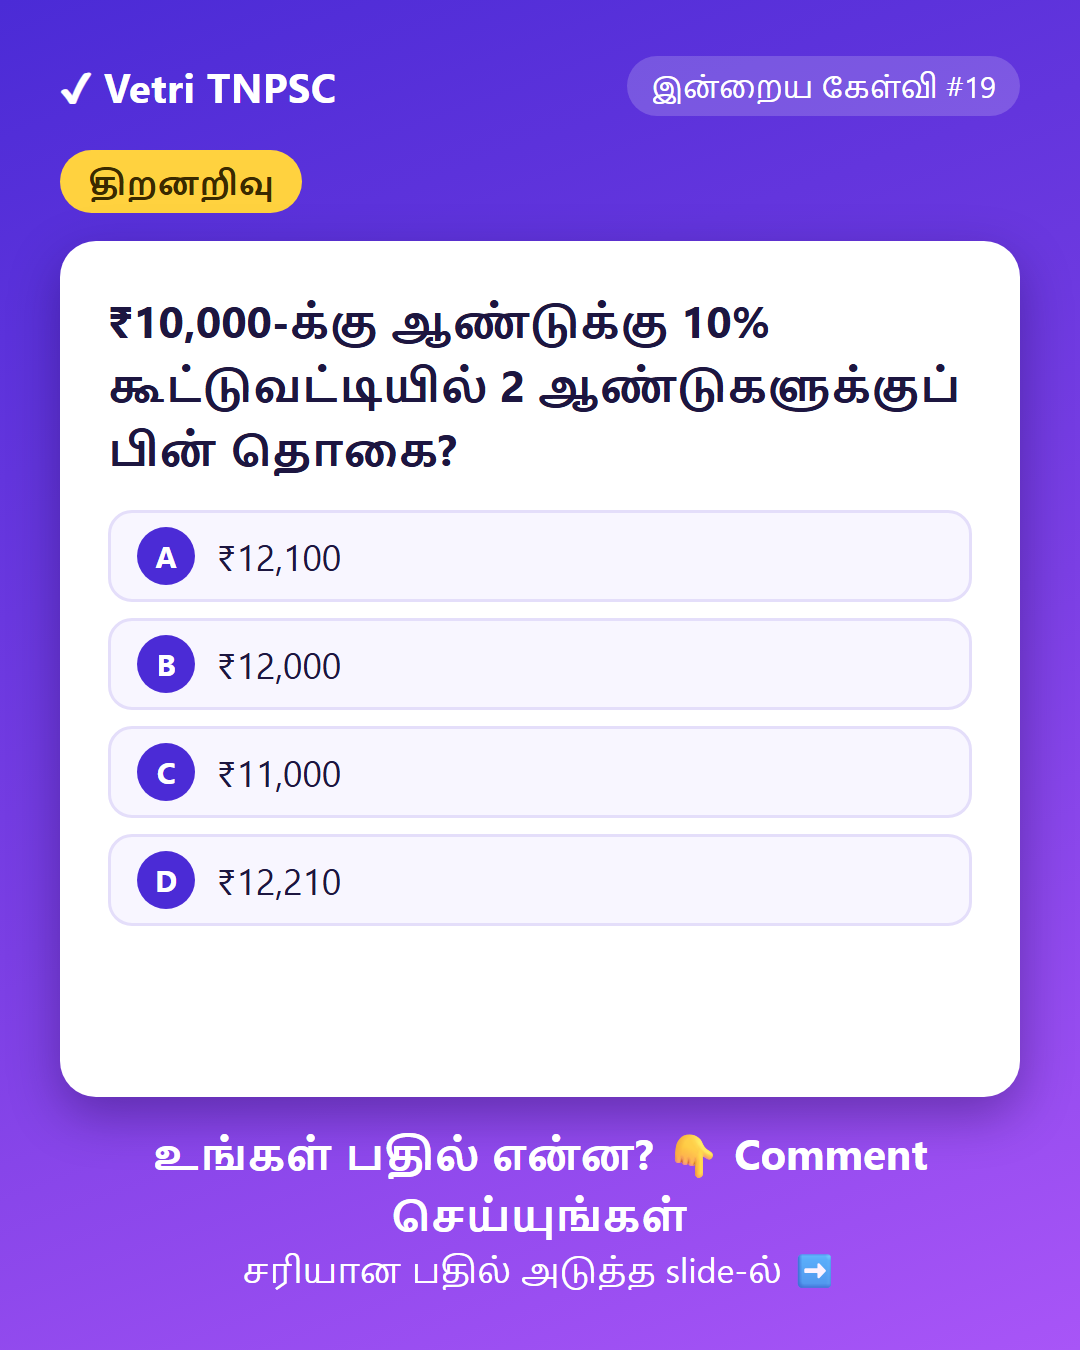 ✓ Vetri TNPSC
இன்றைய கேள்வி #19
திறனறிவு
₹10,000-க்கு ஆண்டுக்கு 10%
கூட்டுவட்டியில் 2 ஆண்டுகளுக்குப்
பின் தொகை?
A ₹12,100
B ₹12,000
C ₹11,000
D ₹12,210
உங்கள் பதில் என்ன? 👇 Comment
செய்யுங்கள்
சரியான பதில் அடுத்த slide-ல் ➡️